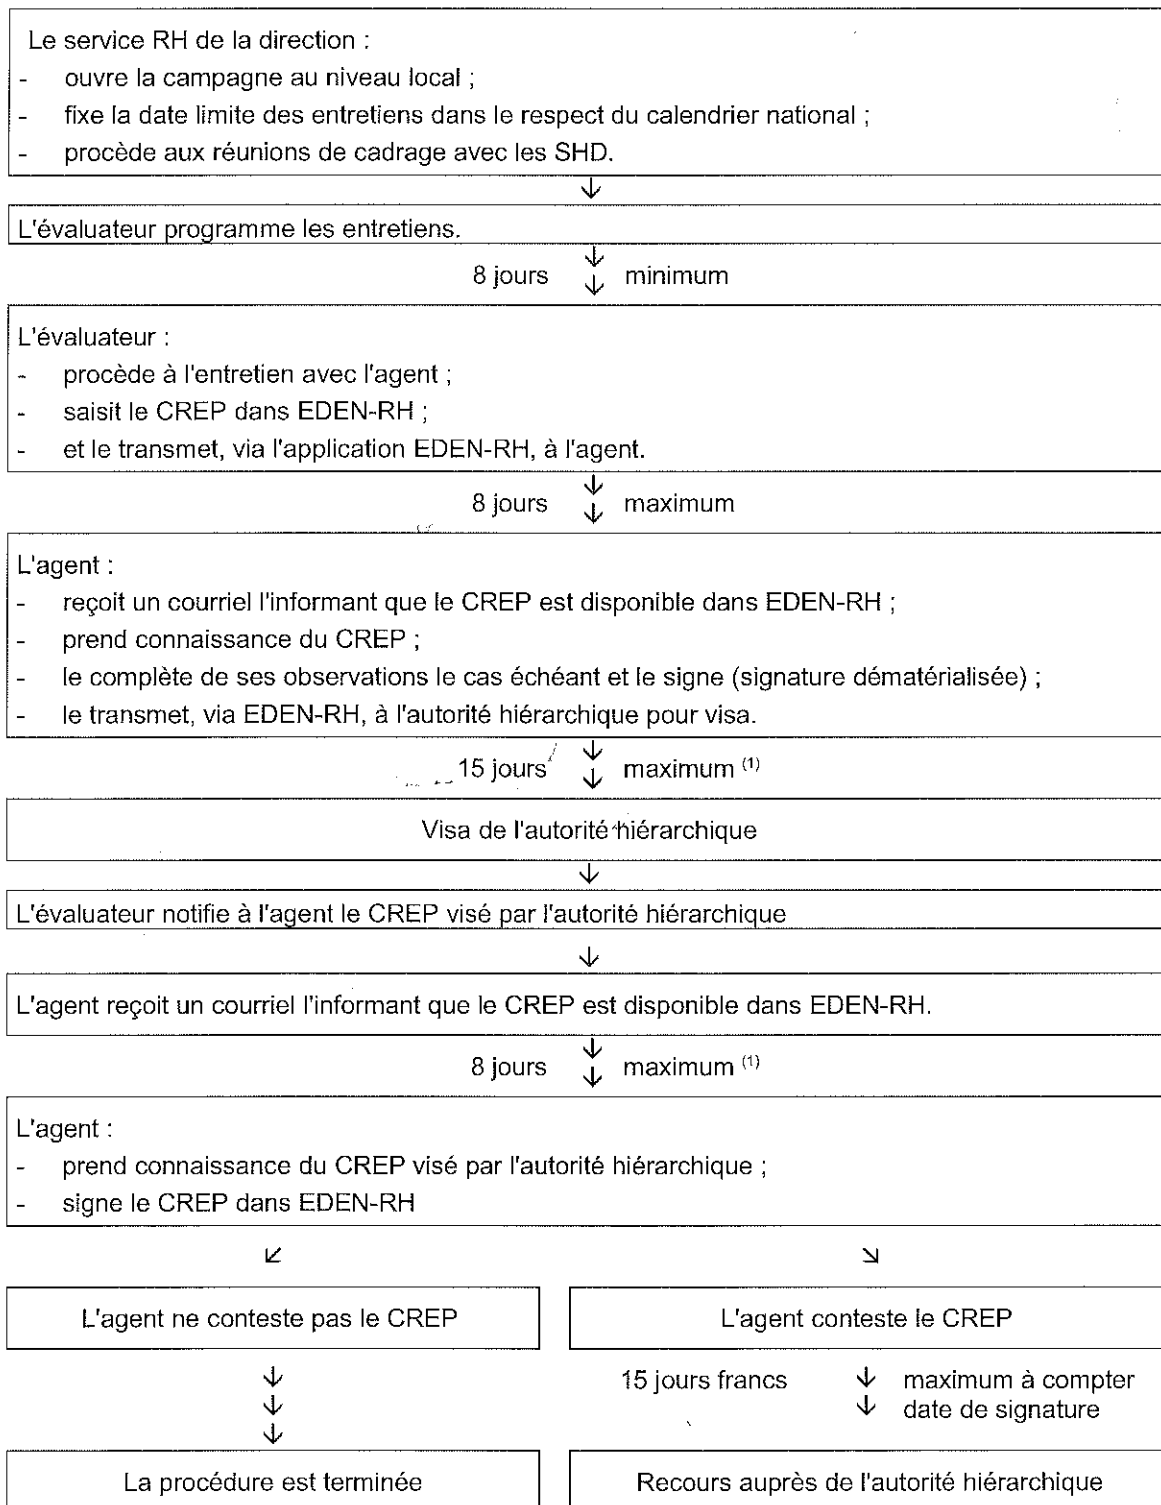 Le service RH de la direction :
- ouvre la campagne au niveau local ;
- fixe la date limite des entretiens dans le respect du calendrier national ;
- procède aux réunions de cadrage avec les SHD.
L'évaluateur programme les entretiens.
8 jours minimum
L'évaluateur :
- procède à l'entretien avec l'agent ;
- saisit le CREP dans EDEN-RH ;
- et le transmet, via l'application EDEN-RH, à l'agent.
8 jours maximum
L'agent :
- reçoit un courriel l'informant que le CREP est disponible dans EDEN-RH ;
- prend connaissance du CREP ;
- le complète de ses observations le cas échéant et le signe (signature dématérialisée) ;
- le transmet, via EDEN-RH, à l'autorité hiérarchique pour visa.
15 jours maximum (1)
Visa de l'autorité hiérarchique
L'évaluateur notifie à l'agent le CREP visé par l'autorité hiérarchique
L'agent reçoit un courriel l'informant que le CREP est disponible dans EDEN-RH.
8 jours maximum (1)
L'agent :
- prend connaissance du CREP visé par l'autorité hiérarchique ;
- signe le CREP dans EDEN-RH
L'agent ne conteste pas le CREP
L'agent conteste le CREP
15 jours francs maximum à compter
date de signature
La procédure est terminée
Recours auprès de l'autorité hiérarchique